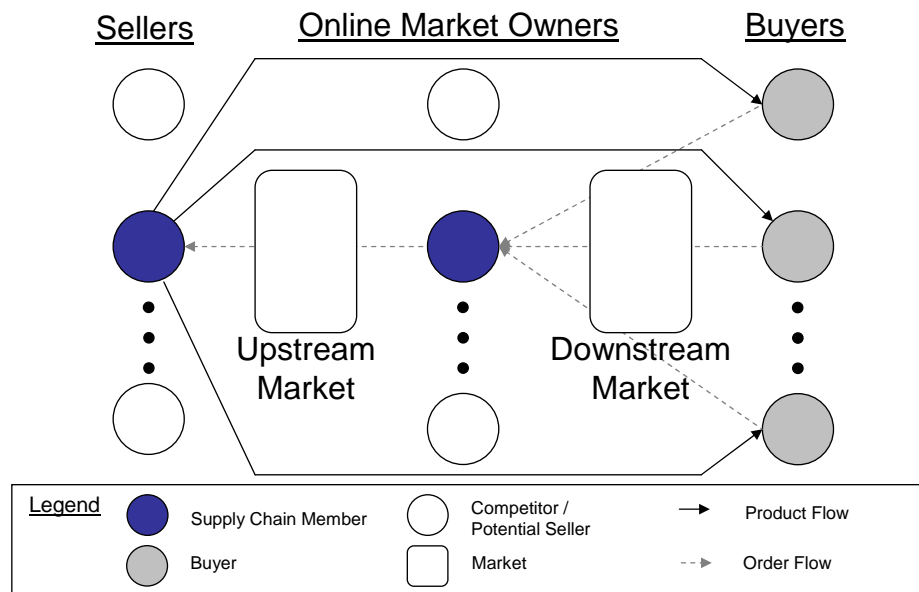 Sellers
Online Market Owners
Buyers
Upstream
Market
Downstream
Market
Legend
Supply Chain Member
Competitor /
Potential Seller
Product Flow
Buyer
Market
Order Flow